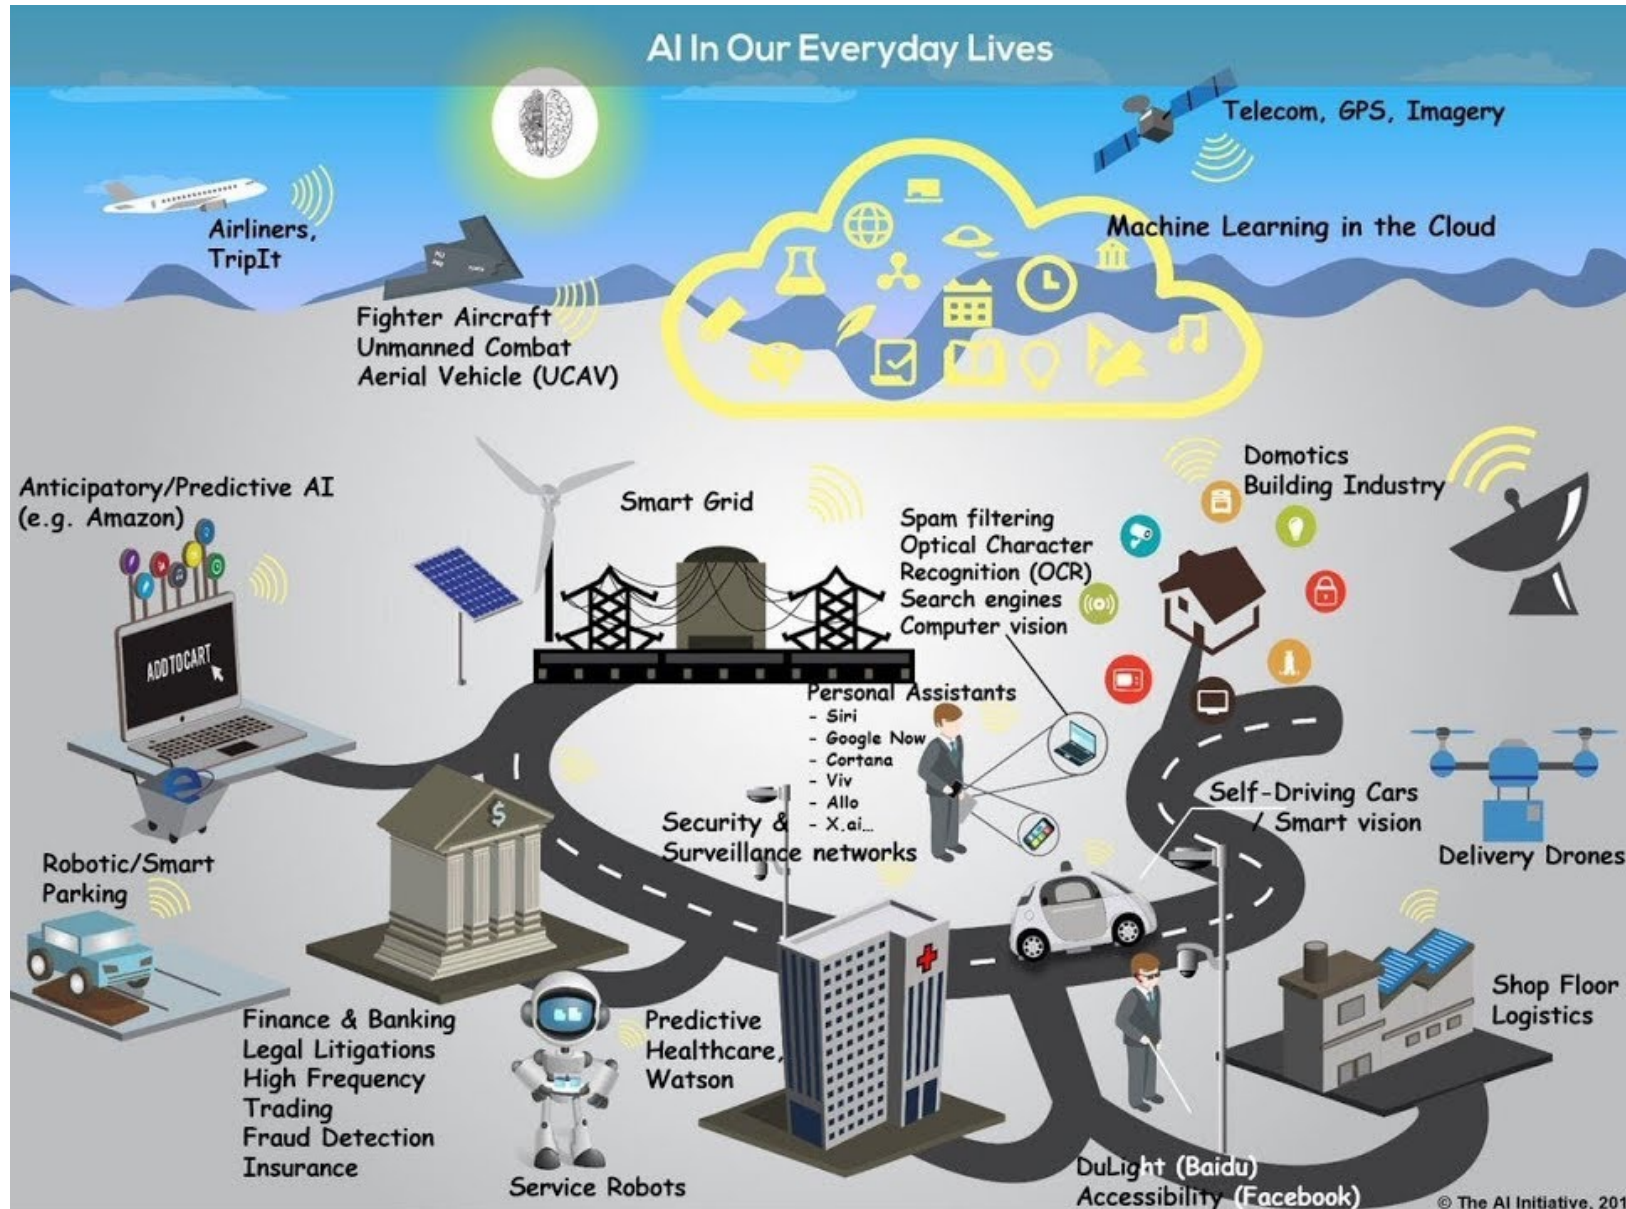 AI In Our Everyday Lives
Telecom, GPS, Imagery
Airliners,
TripIt
Machine Learning in the Cloud
Fighter Aircraft
Unmanned Combat
Aerial Vehicle (UCAV)
Domotics
Building Industry
Anticipatory/Predictive AI
(e.g. Amazon)
Smart Grid
Spam filtering
Optical Character
Recognition (OCR)
Search engines
Computer vision
ADD TO CART
Personal Assistants
- Siri
- Google Now
- Cortana
- Viv
- Allo
- X.ai...
Security &
Surveillance networks
$
Self-Driving Cars
/ Smart vision
Delivery Drones
Robotic/Smart
Parking
Shop Floor
Logistics
Finance & Banking
Legal Litigations
High Frequency
Trading
Fraud Detection
Insurance
Predictive
Healthcare,
Watson
Service Robots
DuLight (Baidu)
Accessibility (Facebook)
© The AI Initiative, 201